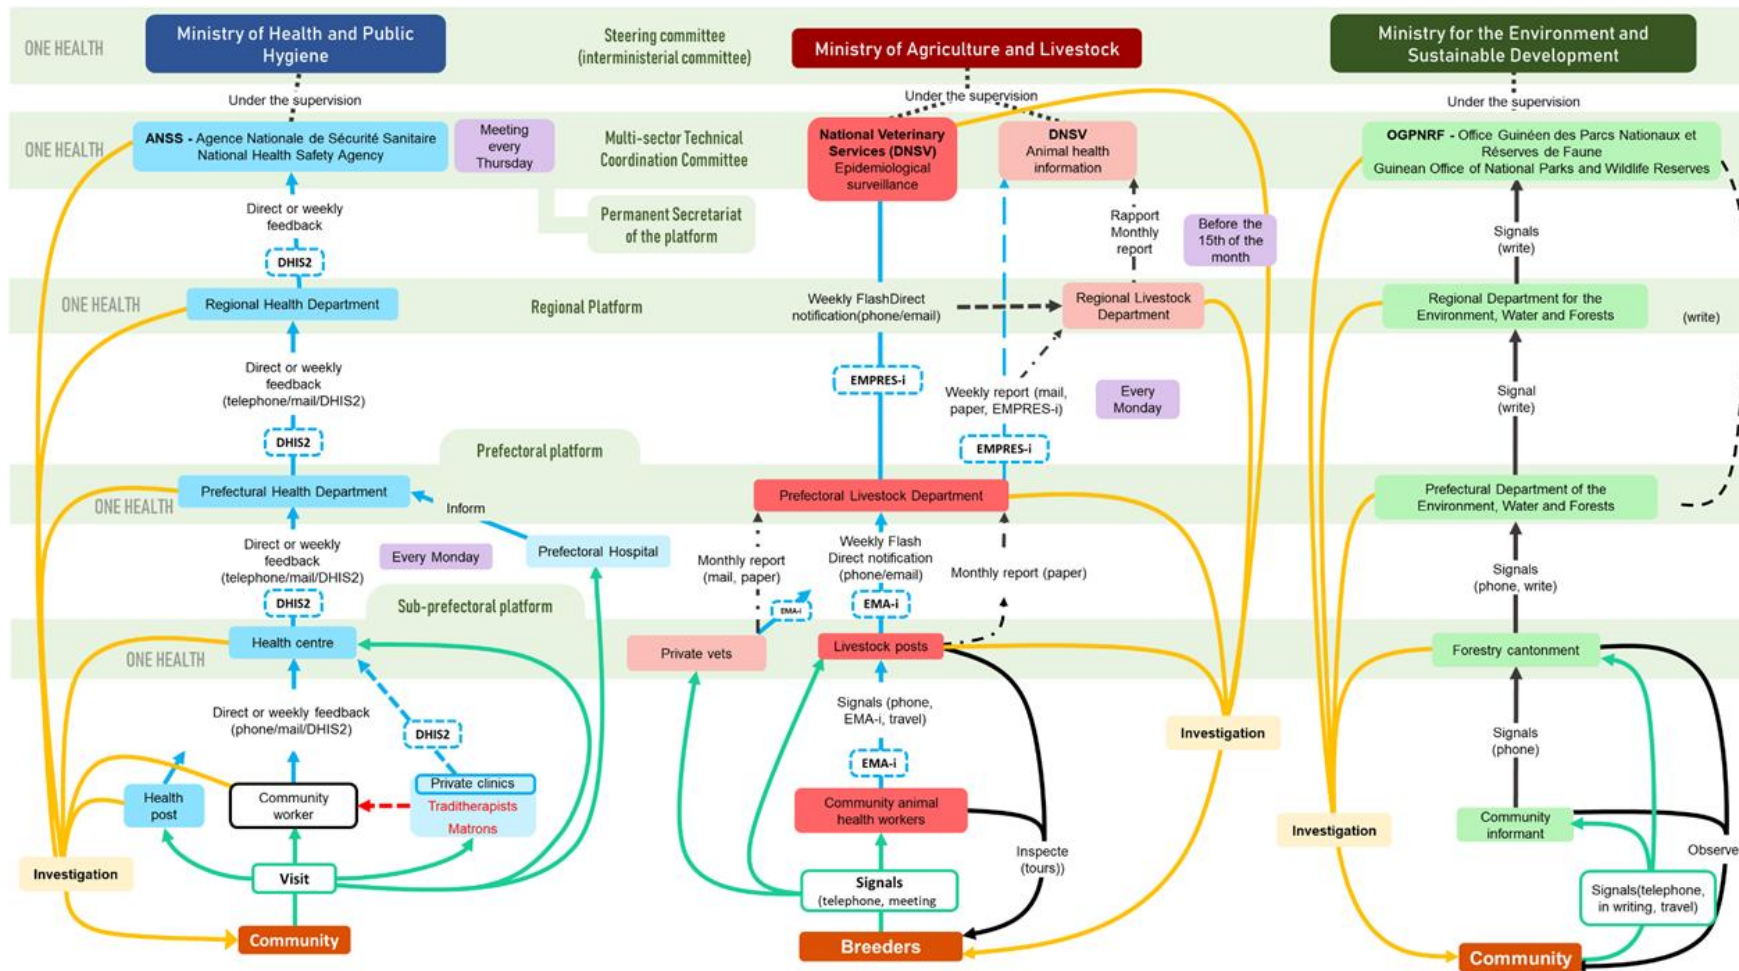 ONE HEALTH
Ministry of Health and Public
Hygiene
Steering committee
(interministerial committee)
Ministry of Agriculture and Livestock
Ministry for the Environment and
Sustainable Development
Under the supervision
Under the supervision
Under the supervision
ONE HEALTH
ANSS - Agence Nationale de Sécurité Sanitaire
National Health Safety Agency
Meeting
every
Thursday
Multi-sector Technical
Coordination Committee
National Veterinary
Services (DNSV)
Epidemiological
surveillance
DNSV
Animal health
information
OGPNRF - Office Guinéen des Parcs Nationaux et
Réserves de Faune
Guinean Office of National Parks and Wildlife Reserves
Direct or weekly
feedback
Permanent Secretariat
of the platform
Rapport
Monthly
report
Before the
15th of the
month
Signals
(write)
DHIS2
ONE HEALTH
Regional Health Department
Regional Platform
Weekly FlashDirect
notification(phone/email)
Regional Livestock
Department
Regional Department for the
Environment, Water and Forests
(write)
Direct or weekly
feedback
(telephone/mail/DHIS2)
EMPRES-i
Weekly report (mail,
paper, EMPRES-i)
Every
Monday
Signal
(write)
DHIS2
Prefectoral platform
EMPRES-i
ONE HEALTH
Prefectural Health Department
Inform
Prefectoral Livestock Department
Prefectural Department of the
Environment, Water and Forests
Direct or weekly
feedback
(telephone/mail/DHIS2)
Every Monday
Prefectoral Hospital
Monthly report
(mail, paper)
Weekly Flash
Direct notification
(phone/email)
Monthly report (paper)
Signals
(phone, write)
DHIS2
Sub-prefectoral platform
EMA-i
EMA-i
ONE HEALTH
Health centre
Private vets
Livestock posts
Forestry cantonment
Direct or weekly feedback
(phone/mail/DHIS2)
DHIS2
Signals (phone,
EMA-i, travel)
Investigation
Signals
(phone)
EMA-i
Health
post
Community
worker
Private clinics
Traditherapists
Matrons
Community animal
health workers
Investigation
Community
informant
Investigation
Visit
Inspecte
(tours))
Observe
Signals
(telephone, meeting
Signals(telephone,
in writing, travel)
Community
Breeders
Community